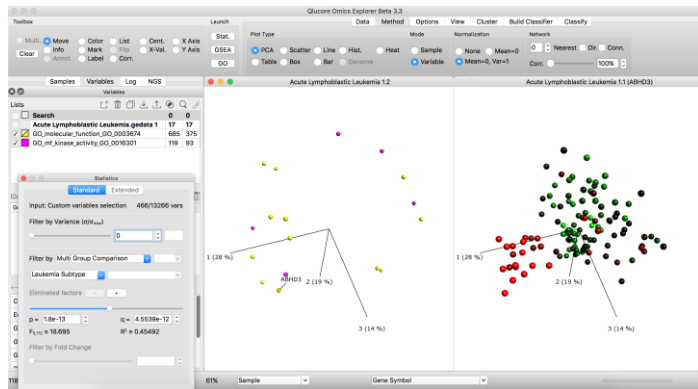 Qlucore Omics Explorer Beta 3.3
Toolbox
Launch
Data Method Options View Cluster Build Classifier Classify
Multi. Move Color List Cent. X Axis
Info Mark Flip X-Val. Y Axis
Clear Annot. Label Corr.
Stat.
GSEA
GO
Plot Type
PCA Scatter Line Hist. Heat
Table Box Bar Genome
Mode
Sample
Variable
Normalization
None Mean=0
Mean=0, Var=1
Network
0 Nearest Dir. Conn.
Corr. 100%
Samples Variables Log NGS
Variables
Lists
Search 0 0
Acute Lymphoblastic Leukemia.gedata 1 17 17
GO_molecular_function_GO_0003674 685 375
GO_mf_kinase_activity_GO_0016301 119 93
Statistics
Standard Extended
Input: Custom variables selection 466/13266 vars
Filter by Variance (σ/σmax)
0
Filter by Multi Group Comparison
Leukemia Subtype
Eliminated factors - +
p = 1.8e-13 q = 4.5539e-12
F₆,₁₁₂ = 18.695 R² = 0.45492
Filter by Fold Change
Acute Lymphoblastic Leukemia 1.2
1 (28 %)
ABHD3
2 (19 %)
3 (14 %)
Acute Lymphoblastic Leukemia 1.1 (ABHD3)
1 (28 %)
2 (19 %)
3 (14 %)
118
61% Sample Gene Symbol